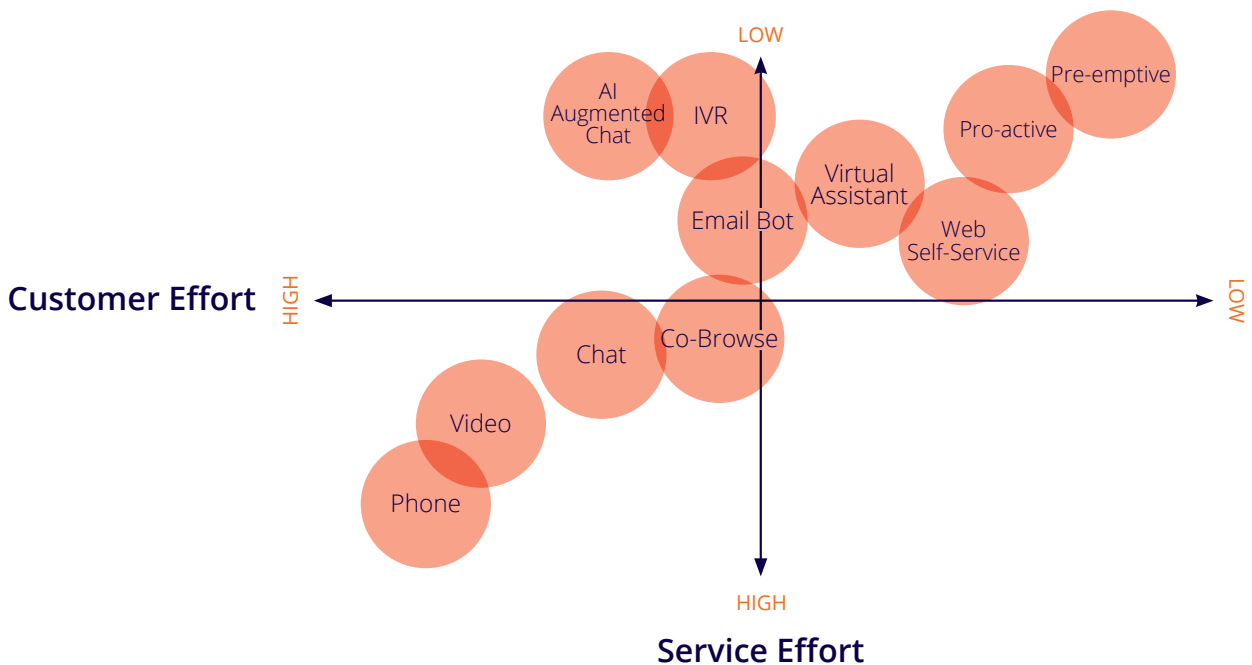 LOW
Pre-emptive
AI
Augmented
Chat
IVR
Pro-active
Virtual
Assistant
Email Bot
Web
Self-Service
Customer Effort
HIGH
LOW
Co-Browse
Chat
Video
Phone
HIGH
Service Effort